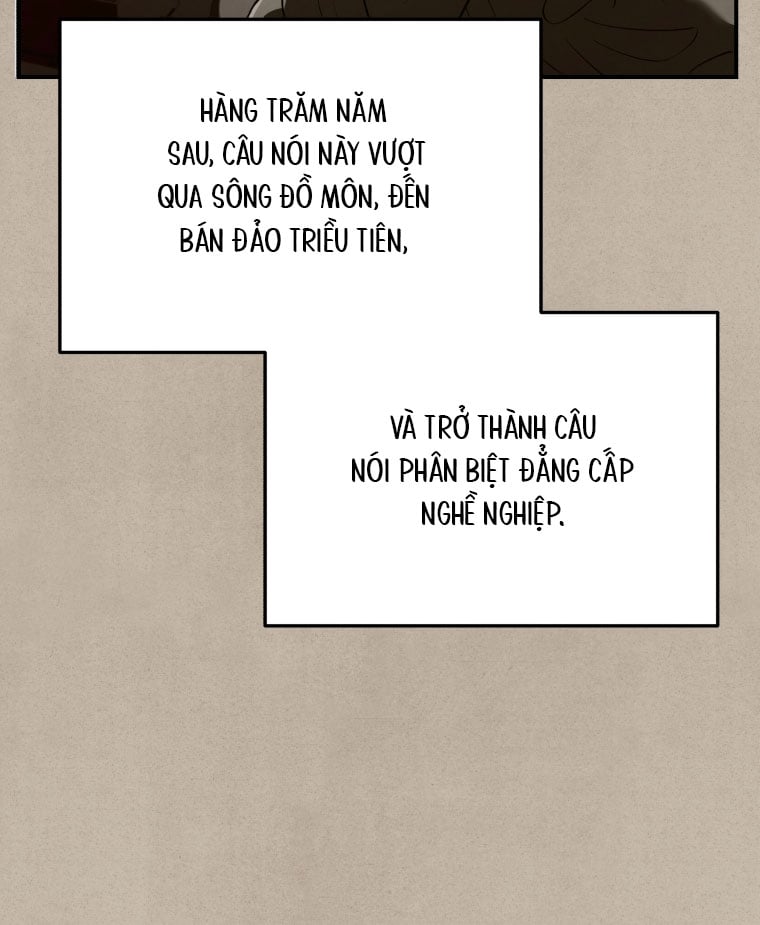 HÀNG TRĂM NĂM
SAU, CÂU NÓI NÀY VƯỢT
QUA SÔNG ĐỒ MÔN, ĐẾN
BÁN ĐẢO TRIỀU TIÊN,
VÀ TRỞ THÀNH CÂU
NÓI PHÂN BIỆT ĐẲNG CẤP
NGHỀ NGHIỆP.